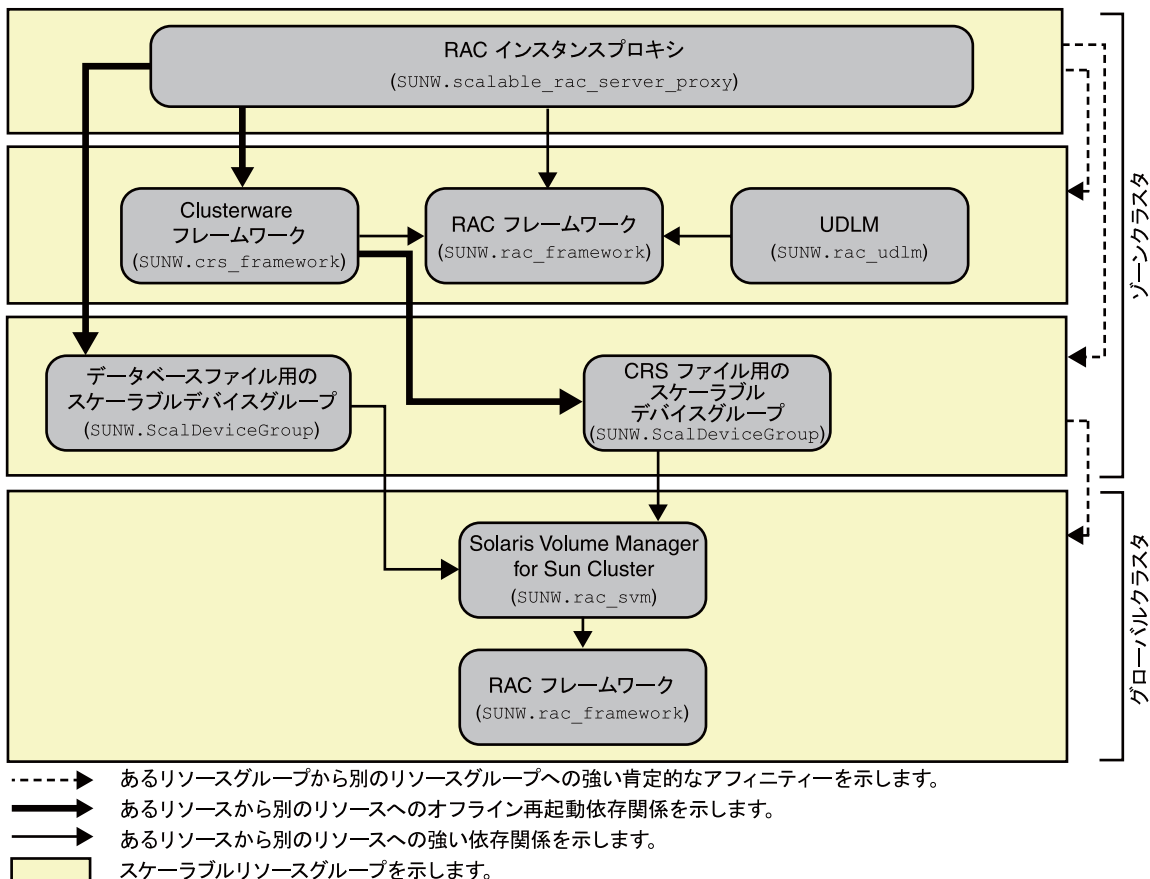 RAC インスタンスプロキシ
(SUNW.scalable_rac_server_proxy)
Clusterware
フレームワーク
(SUNW.crs_framework)
RAC フレームワーク
(SUNW.rac_framework)
UDLM
(SUNW.rac_udlm)
ゾーンクラスタ
データベースファイル用の
スケーラブルデバイスグループ
(SUNW.ScalDeviceGroup)
CRS ファイル用の
スケーラブル
デバイスグループ
(SUNW.ScalDeviceGroup)
Solaris Volume Manager
for Sun Cluster
(SUNW.rac_svm)
RAC フレームワーク
(SUNW.rac_framework)
グローバルクラスタ
あるリソースグループから別のリソースグループへの強い肯定的なアフィニティーを示します。
あるリソースから別のリソースへのオフライン再起動依存関係を示します。
あるリソースから別のリソースへの強い依存関係を示します。
スケーラブルリソースグループを示します。